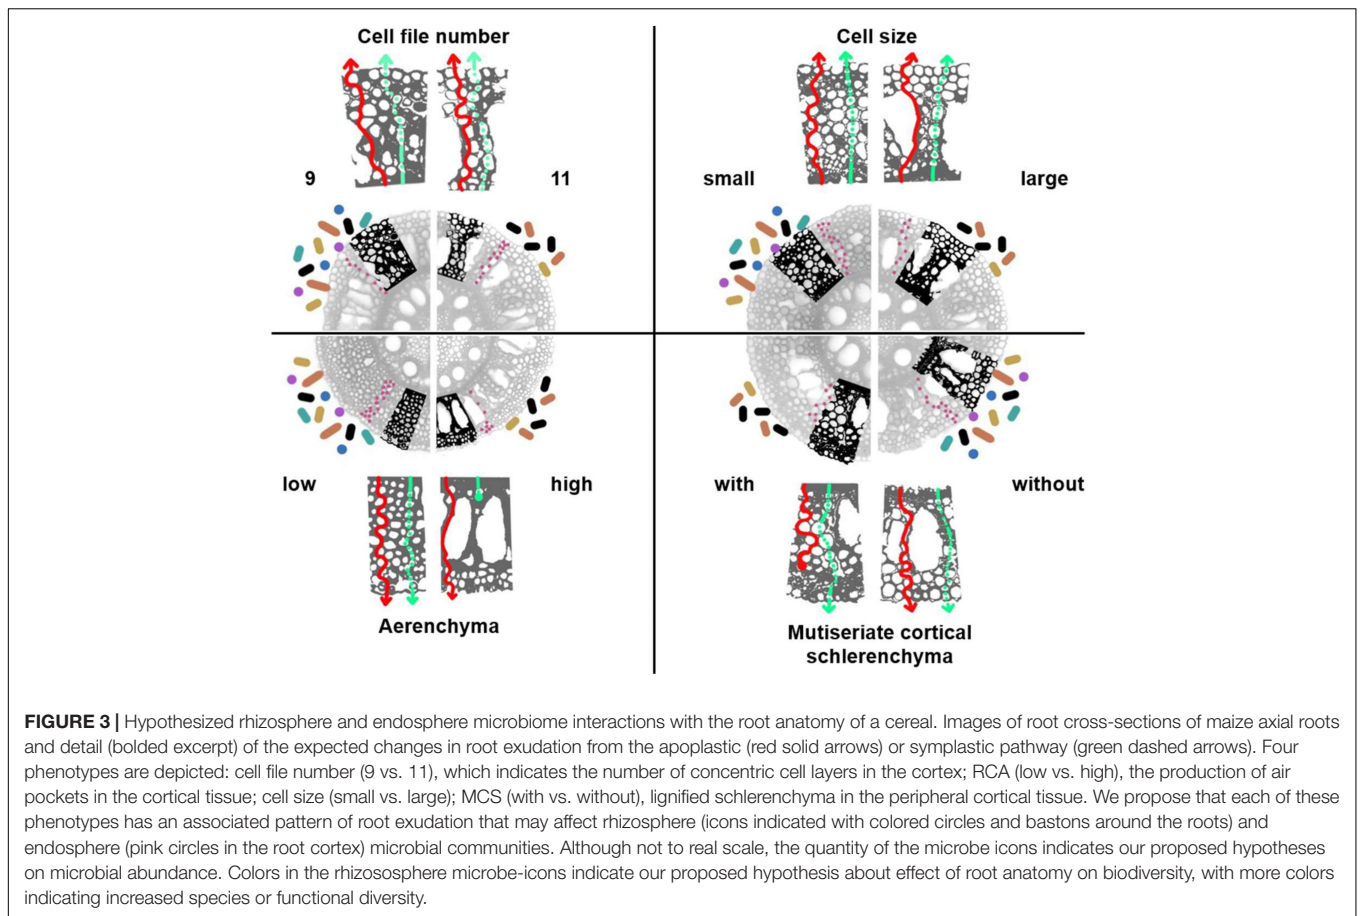 Cell file number
Cell size
9
11
small
large
low
high
with
without
Aerenchyma
Mutiseriate cortical
schlerenchyma
FIGURE 3 | Hypothesized rhizosphere and endosphere microbiome interactions with the root anatomy of a cereal. Images of root cross-sections of maize axial roots
and detail (bolded excerpt) of the expected changes in root exudation from the apoplastic (red solid arrows) or symplastic pathway (green dashed arrows). Four
phenotypes are depicted: cell file number (9 vs. 11), which indicates the number of concentric cell layers in the cortex; RCA (low vs. high), the production of air
pockets in the cortical tissue; cell size (small vs. large); MCS (with vs. without), lignified schlerenchyma in the peripheral cortical tissue. We propose that each of these
phenotypes has an associated pattern of root exudation that may affect rhizosphere (icons indicated with colored circles and bastons around the roots) and
endosphere (pink circles in the root cortex) microbial communities. Although not to real scale, the quantity of the microbe icons indicates our proposed hypotheses
on microbial abundance. Colors in the rhizososphere microbe-icons indicate our proposed hypothesis about effect of root anatomy on biodiversity, with more colors
indicating increased species or functional diversity.